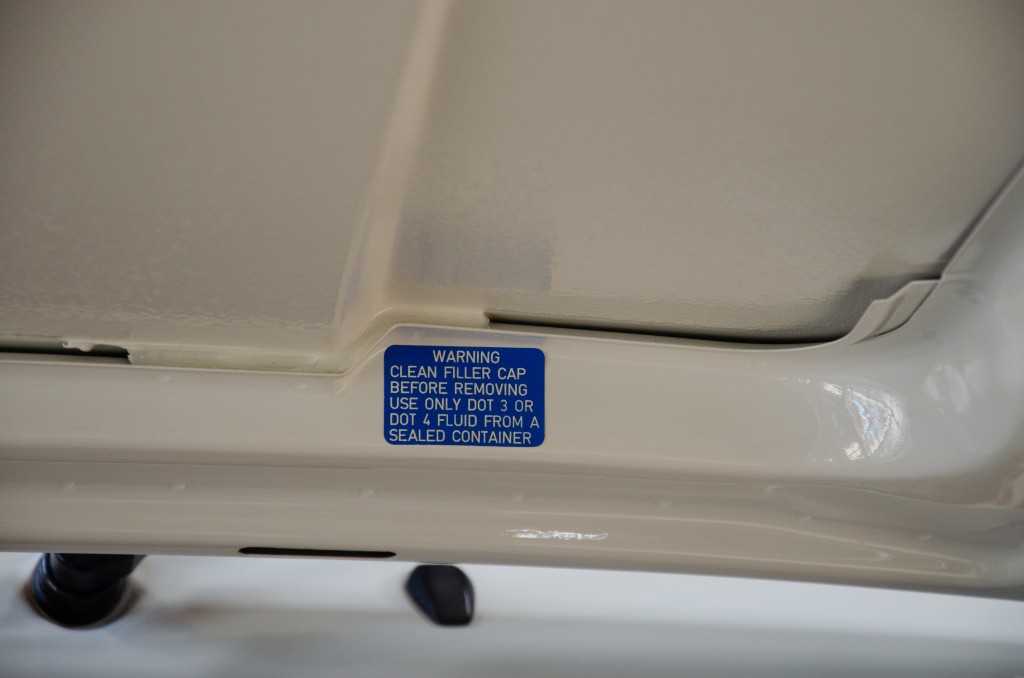 WARNING
CLEAN FILLER CAP
BEFORE REMOVING
USE ONLY DOT 3 OR
DOT 4 FLUID FROM A
SEALED CONTAINER